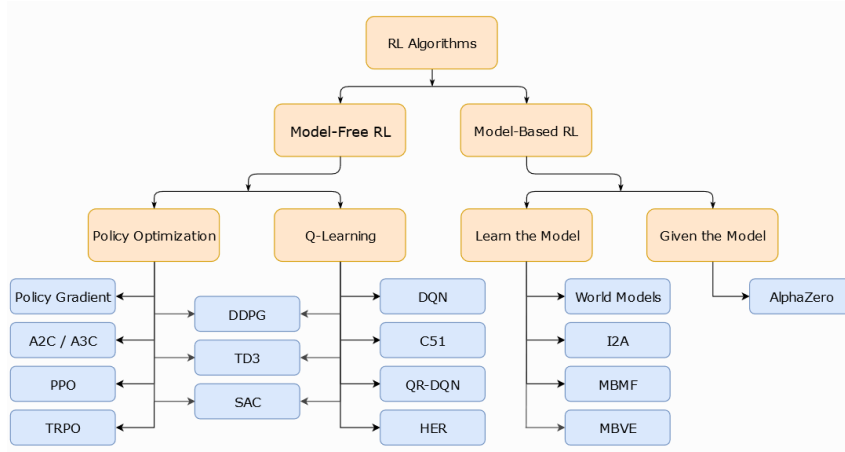 RL Algorithms
Model-Free RL
Model-Based RL
Policy Optimization
Q-Learning
Learn the Model
Given the Model
Policy Gradient
DDPG
DQN
World Models
AlphaZero
A2C / A3C
TD3
C51
I2A
PPO
SAC
QR-DQN
MBMF
TRPO
HER
MBVE